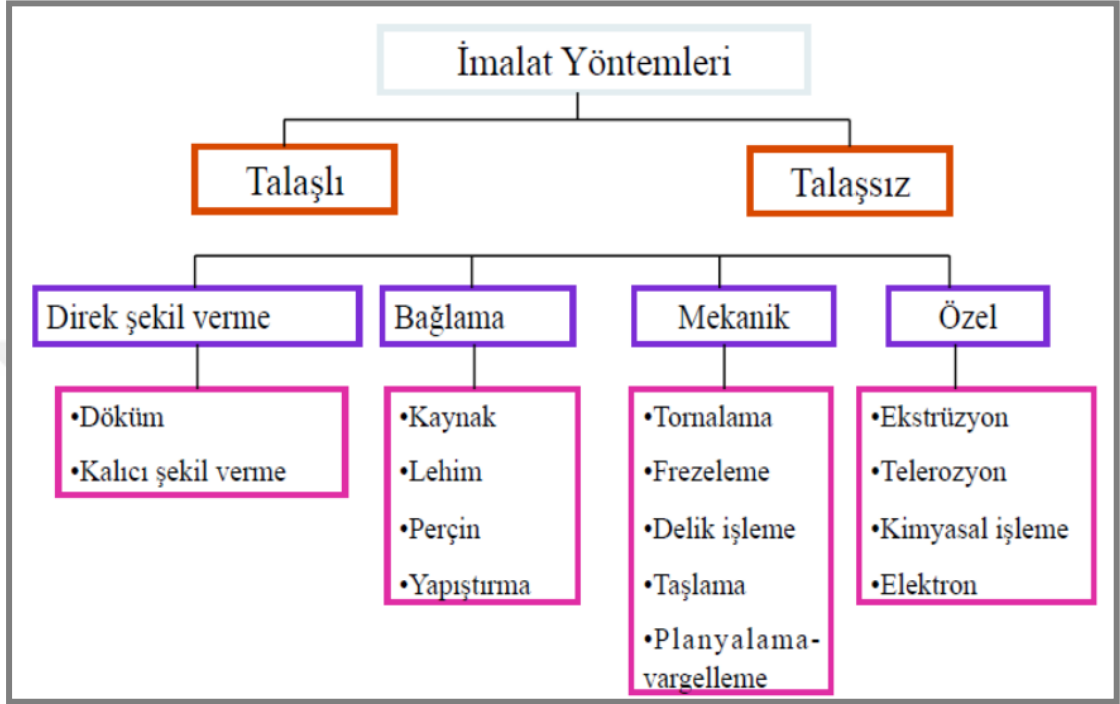 İmalat Yöntemleri
Talaşlı
Talaşsız
Direk şekil verme
Bağlama
Mekanik
Özel
•Döküm
•Kalıcı şekil verme
•Kaynak
•Lehim
•Perçin
•Yapıştırma
•Tornalama
•Frezeleme
•Delik işleme
•Taşlama
•Planyalama-
vargelleme
•Ekstrüzyon
•Telerozyon
•Kimyasal işleme
•Elektron